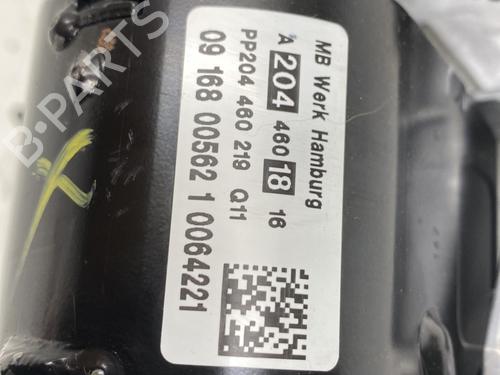 MB Werk Hamburg
A 204 460 18 16
PP204 460 219 Q11
09 168 00562 1 0064221
B-PARTS